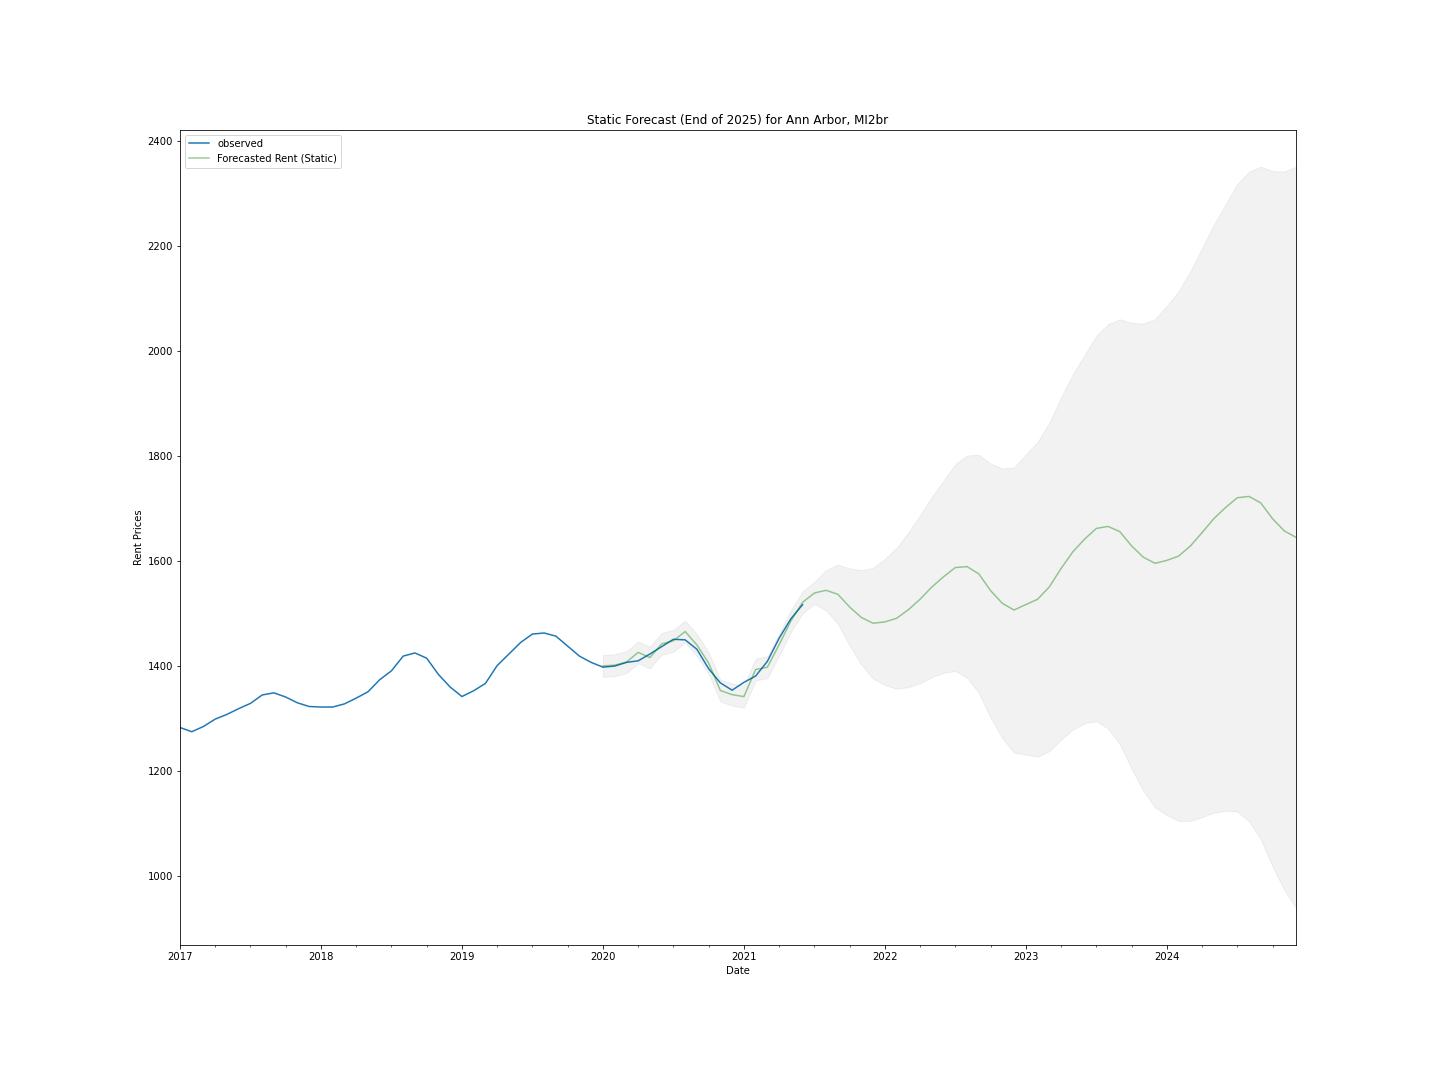 Static Forecast (End of 2025) for Ann Arbor, MI2br
observed
Forecasted Rent (Static)
2400
2200
2000
1800
1600
1400
1200
1000
Rent Prices
2017 2018 2019 2020 2021 2022 2023 2024
Date